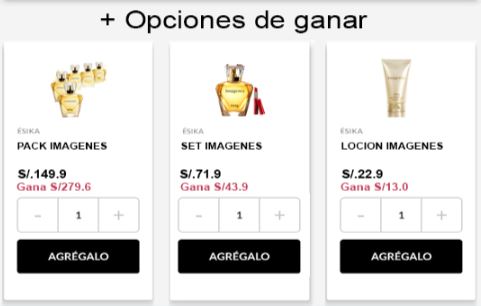 + Opciones de ganar
ÉSIKA
PACK IMAGENES
S/.149.9
Gana S/279.6
- 1 +
AGRÉGALO
ÉSIKA
SET IMAGENES
S/.71.9
Gana S/43.9
- 1 +
AGRÉGALO
ÉSIKA
LOCION IMAGENES
S/.22.9
Gana S/13.0
- 1 +
AGRÉGALO